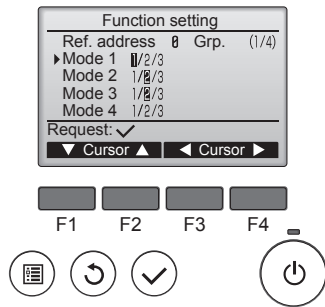 Function setting
Ref. address 0 Grp. (1/4)
Mode 1 1/2/3
Mode 2 1/2/3
Mode 3 1/2/3
Mode 4 1/2/3
Request:
Cursor Cursor
F1 F2 F3 F4